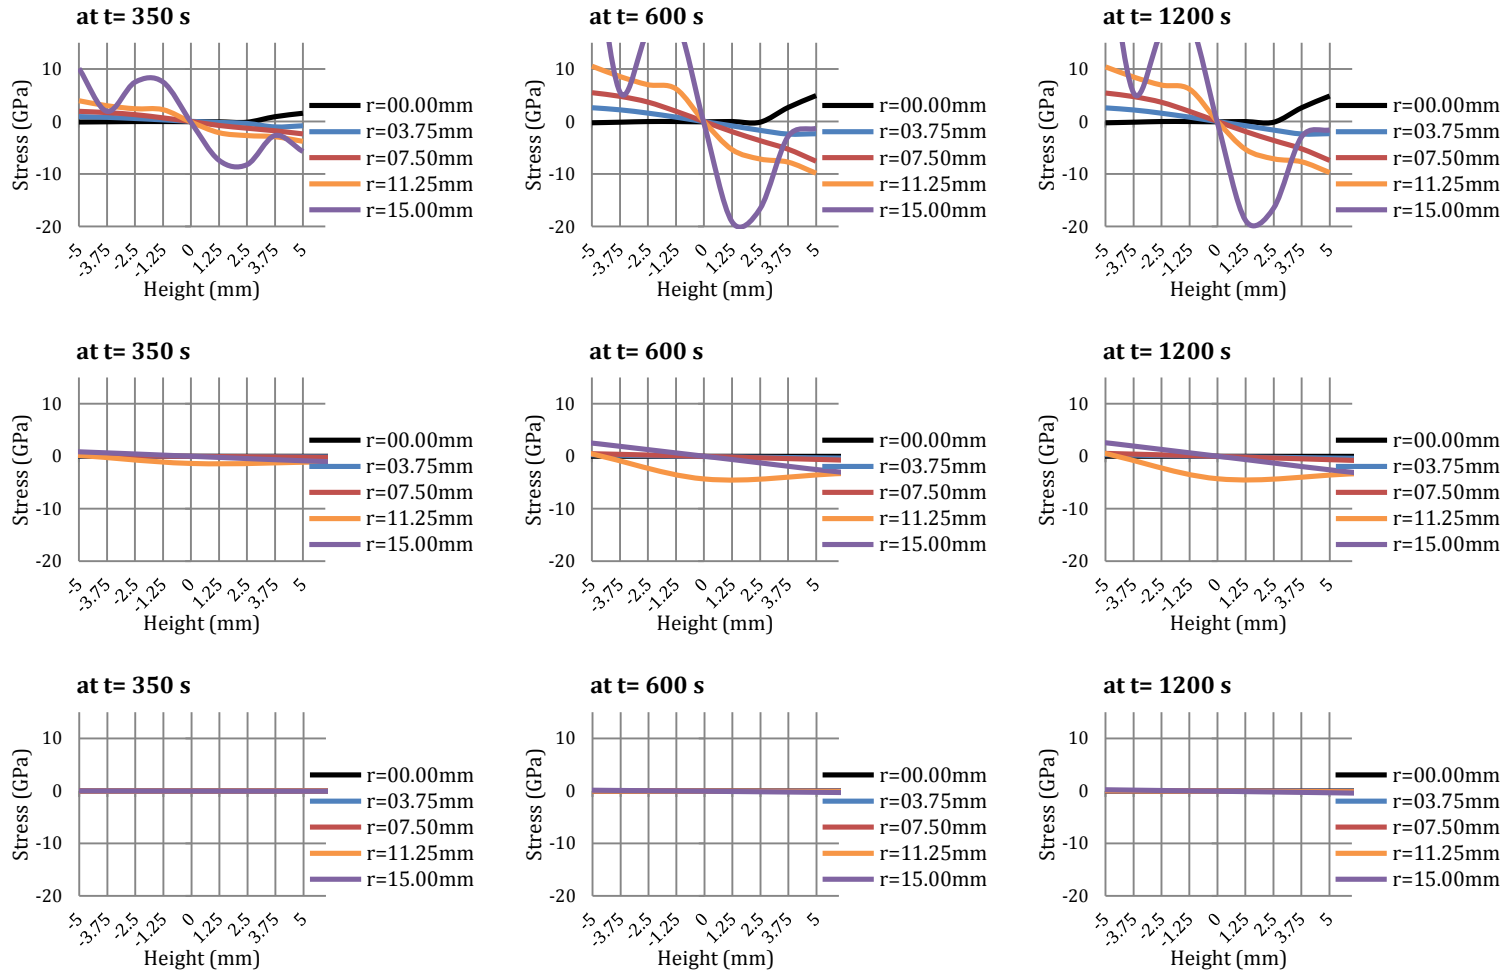 at t= 350 s
Stress (GPa)
10
0
-10
-20
-5
-3.75
-2.5
-1.25
0
1.25
2.5
3.75
5
Height (mm)
r=00.00mm
r=03.75mm
r=07.50mm
r=11.25mm
r=15.00mm
at t= 600 s
Stress (GPa)
10
0
-10
-20
-5
-3.75
-2.5
-1.25
0
1.25
2.5
3.75
5
Height (mm)
r=00.00mm
r=03.75mm
r=07.50mm
r=11.25mm
r=15.00mm
at t= 1200 s
Stress (GPa)
10
0
-10
-20
-5
-3.75
-2.5
-1.25
0
1.25
2.5
3.75
5
Height (mm)
r=00.00mm
r=03.75mm
r=07.50mm
r=11.25mm
r=15.00mm
at t= 350 s
Stress (GPa)
10
0
-10
-20
-5
-3.75
-2.5
-1.25
0
1.25
2.5
3.75
5
Height (mm)
r=00.00mm
r=03.75mm
r=07.50mm
r=11.25mm
r=15.00mm
at t= 600 s
Stress (GPa)
10
0
-10
-20
-5
-3.75
-2.5
-1.25
0
1.25
2.5
3.75
5
Height (mm)
r=00.00mm
r=03.75mm
r=07.50mm
r=11.25mm
r=15.00mm
at t= 1200 s
Stress (GPa)
10
0
-10
-20
-5
-3.75
-2.5
-1.25
0
1.25
2.5
3.75
5
Height (mm)
r=00.00mm
r=03.75mm
r=07.50mm
r=11.25mm
r=15.00mm
at t= 350 s
Stress (GPa)
10
0
-10
-20
-5
-3.75
-2.5
-1.25
0
1.25
2.5
3.75
5
Height (mm)
r=00.00mm
r=03.75mm
r=07.50mm
r=11.25mm
r=15.00mm
at t= 600 s
Stress (GPa)
10
0
-10
-20
-5
-3.75
-2.5
-1.25
0
1.25
2.5
3.75
5
Height (mm)
r=00.00mm
r=03.75mm
r=07.50mm
r=11.25mm
r=15.00mm
at t= 1200 s
Stress (GPa)
10
0
-10
-20
-5
-3.75
-2.5
-1.25
0
1.25
2.5
3.75
5
Height (mm)
r=00.00mm
r=03.75mm
r=07.50mm
r=11.25mm
r=15.00mm